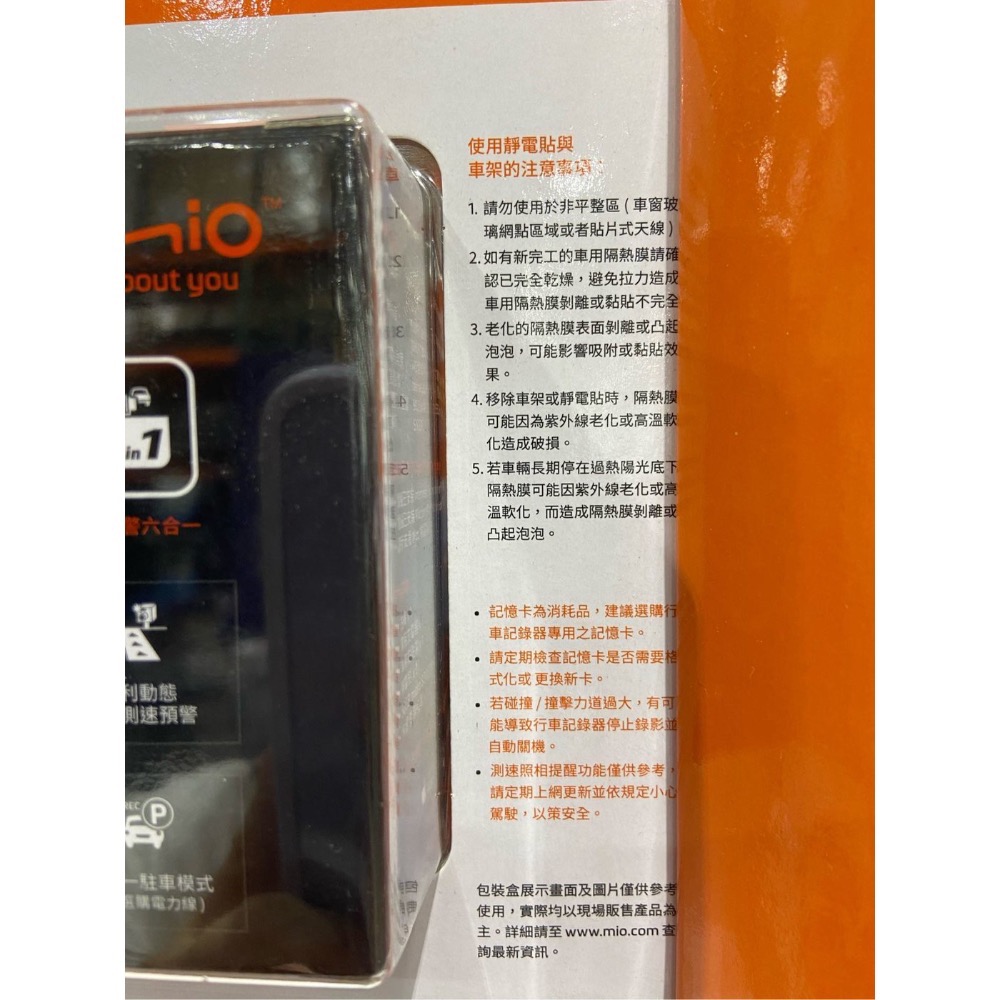 mio™
bout you
in 1
警六合一
利動態
測速預警
REC
P
一駐車模式
選購電力線)
使用靜電貼與
車架的注意事項
1. 請勿使用於非平整區 ( 車窗玻
璃網點區域或者貼片式天線 )
2. 如有新完工的車用隔熱膜請確
認已完全乾燥,避免拉力造成
車用隔熱膜剝離或黏貼不完全
3. 老化的隔熱膜表面剝離或凸起
泡泡,可能影響吸附或黏貼效
果。
4. 移除車架或靜電貼時,隔熱膜
可能因為紫外線老化或高溫軟
化造成破損。
5. 若車輛長期停在過熱陽光底下
隔熱膜可能因紫外線老化或高
溫軟化,而造成隔熱膜剝離或
凸起泡泡。
• 記憶卡為消耗品,建議選購行
車記錄器專用之記憶卡。
• 請定期檢查記憶卡是否需要格
式化或 更換新卡。
• 若碰撞 / 撞擊力道過大,有可
能導致行車記錄器停止錄影並
自動關機。
• 測速照相提醒功能僅供參考,
請定期上網更新並依規定小心
駕駛,以策安全。
包裝盒展示畫面及圖片僅供參考
使用,實際均以現場販售產品為
主。詳細請至 www.mio.com 查
詢最新資訊。